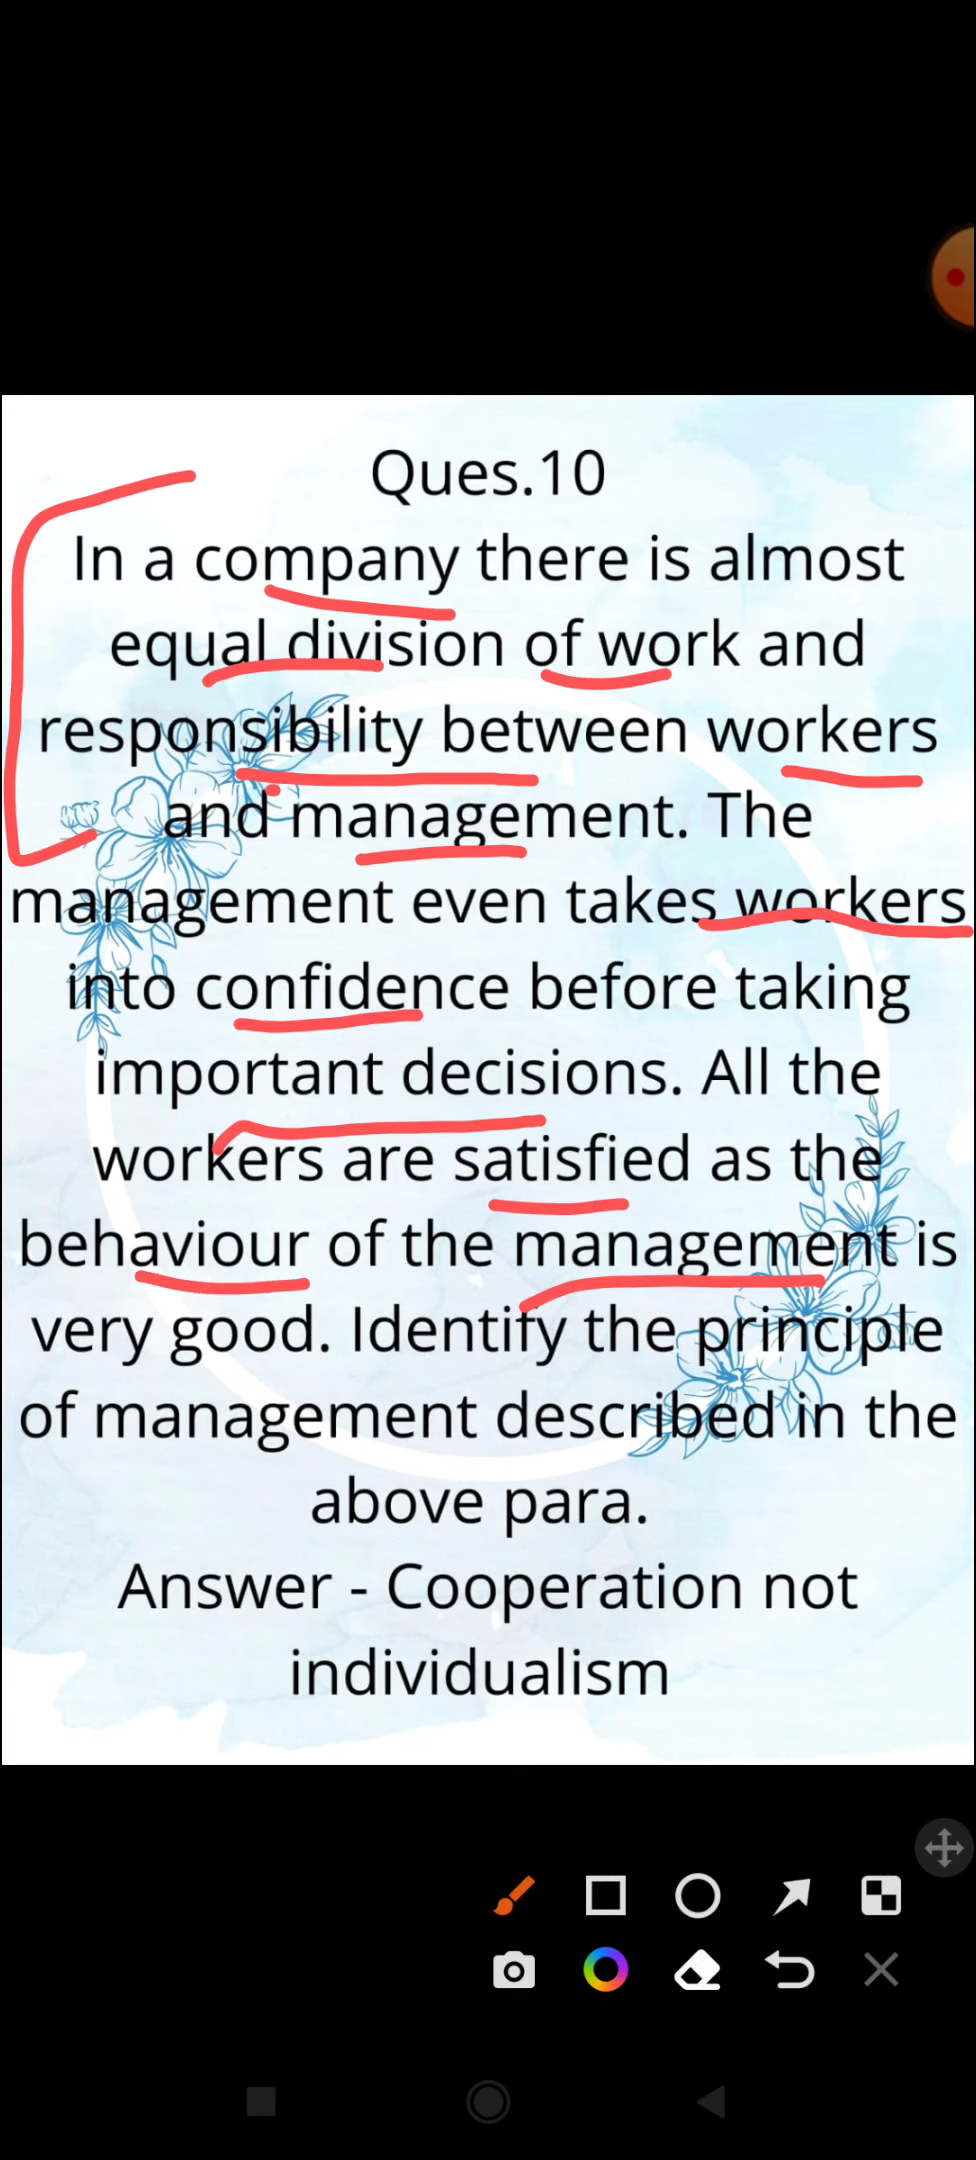 Ques.10
In a company there is almost
equal division of work and
responsibility between workers
and management. The
management even takes workers
into confidence before taking
important decisions. All the
workers are satisfied as the
behaviour of the management is
very good. Identify the principle
of management described in the
above para.
Answer - Cooperation not
individualism